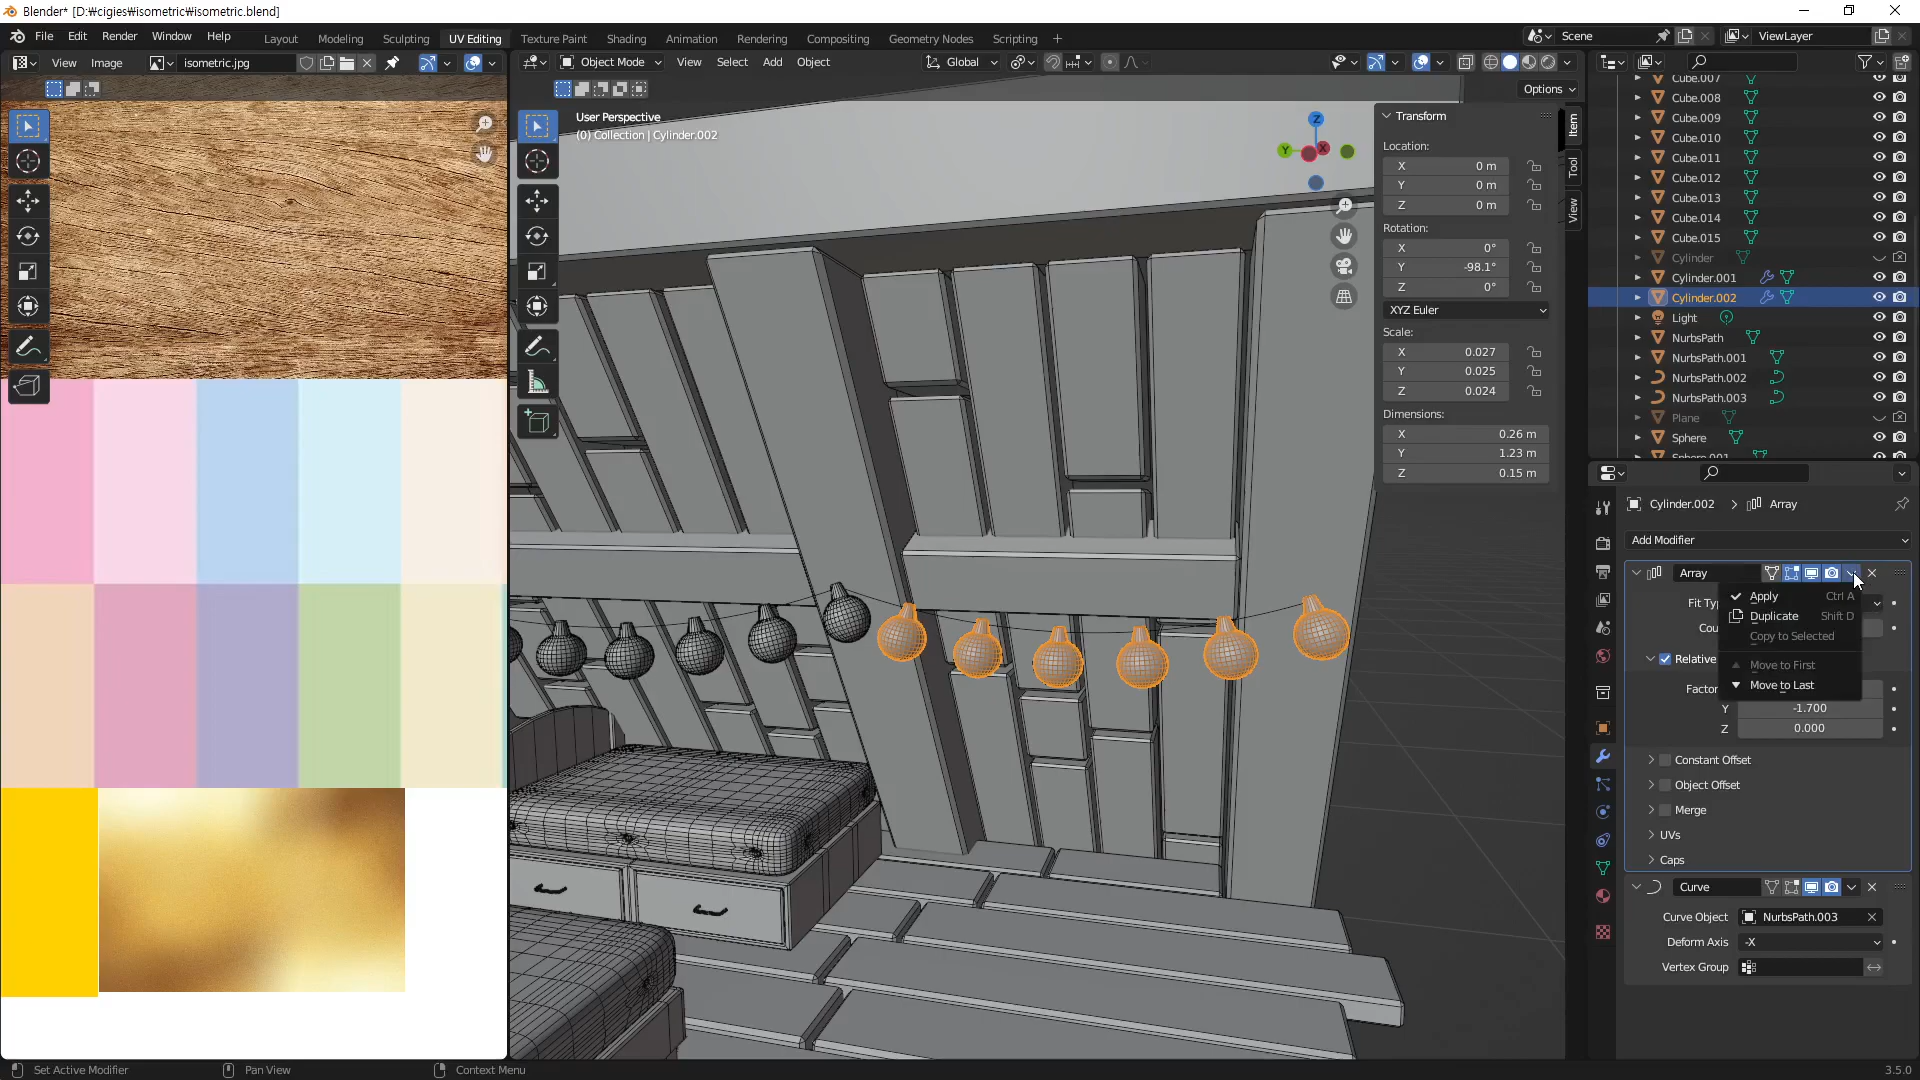 Blender* [D:₩cigies₩isometric₩isometric.blend]
File Edit Render Window Help
Layout Modeling Sculpting UV Editing Texture Paint Shading Animation Rendering Compositing Geometry Nodes Scripting
Scene ViewLayer
View Image isometric.jpg
Object Mode View Select Add Object Global
Options
User Perspective
(0) Collection | Cylinder.002
Z
Y
X
Transform
Location:
X 0 m
Y 0 m
Z 0 m
Rotation:
X 0°
Y -98.1°
Z 0°
XYZ Euler
Scale:
X 0.027
Y 0.025
Z 0.024
Dimensions:
X 0.26 m
Y 1.23 m
Z 0.15 m
Item
Tool
View
Cube.007
Cube.008
Cube.009
Cube.010
Cube.011
Cube.012
Cube.013
Cube.014
Cube.015
Cylinder
Cylinder.001
Cylinder.002
Light
NurbsPath
NurbsPath.001
NurbsPath.002
NurbsPath.003
Plane
Sphere
Sphere.001
Cylinder.002 > Array
Add Modifier
Array
Fit Typ
Cou
Relative
Factor
Apply Ctrl A
Duplicate Shift D
Copy to Selected
Move to First
Move to Last
Y -1.700
Z 0.000
Constant Offset
Object Offset
Merge
UVs
Caps
Curve
Curve Object NurbsPath.003
Deform Axis -X
Vertex Group
Set Active Modifier Pan View Context Menu
3.5.0